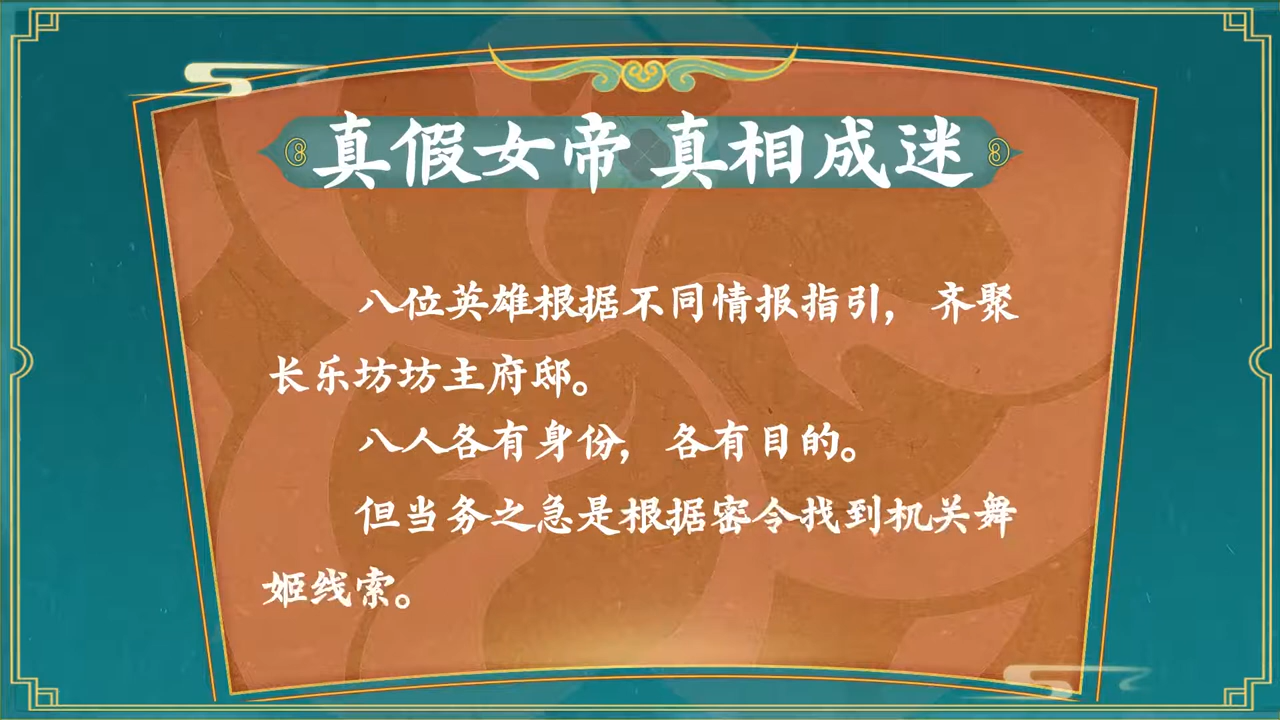 真假女帝 真相成迷
八位英雄根据不同情报指引，齐聚
长乐坊坊主府邸。
八人各有身份，各有目的。
但当务之急是根据密令找到机关舞
姬线索。